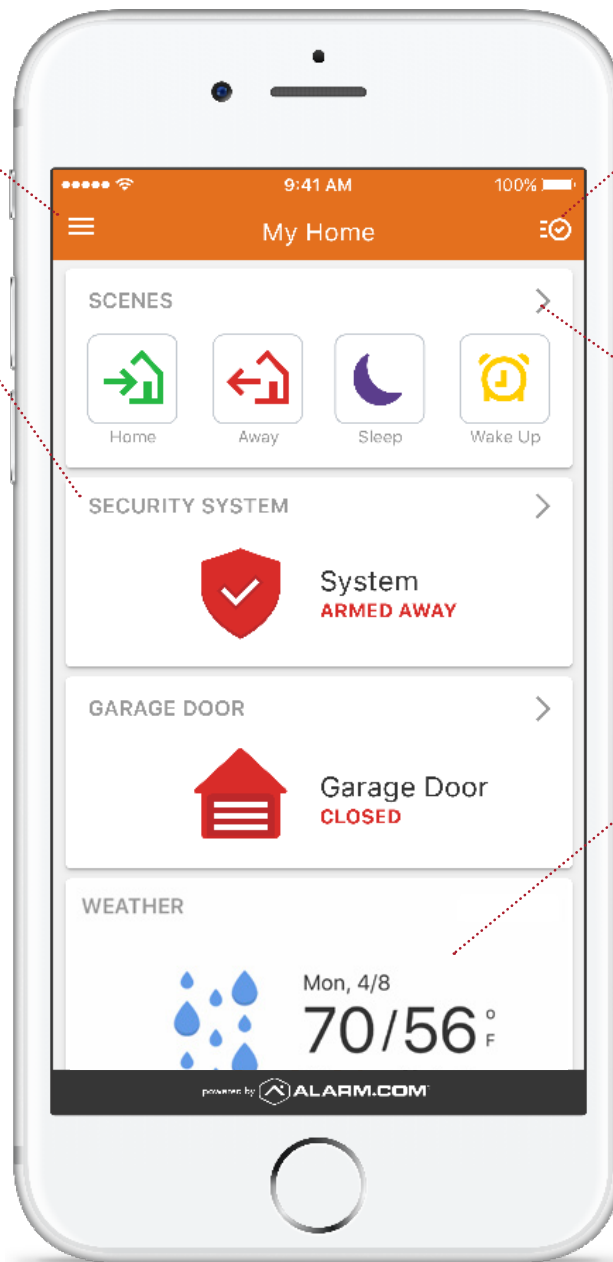 9:41 AM
100%
My Home
SCENES
Home
Away
Sleep
Wake Up
SECURITY SYSTEM
System
ARMED AWAY
GARAGE DOOR
Garage Door
CLOSED
WEATHER
Mon, 4/8
70/56 °F
powered by ALARM.COM